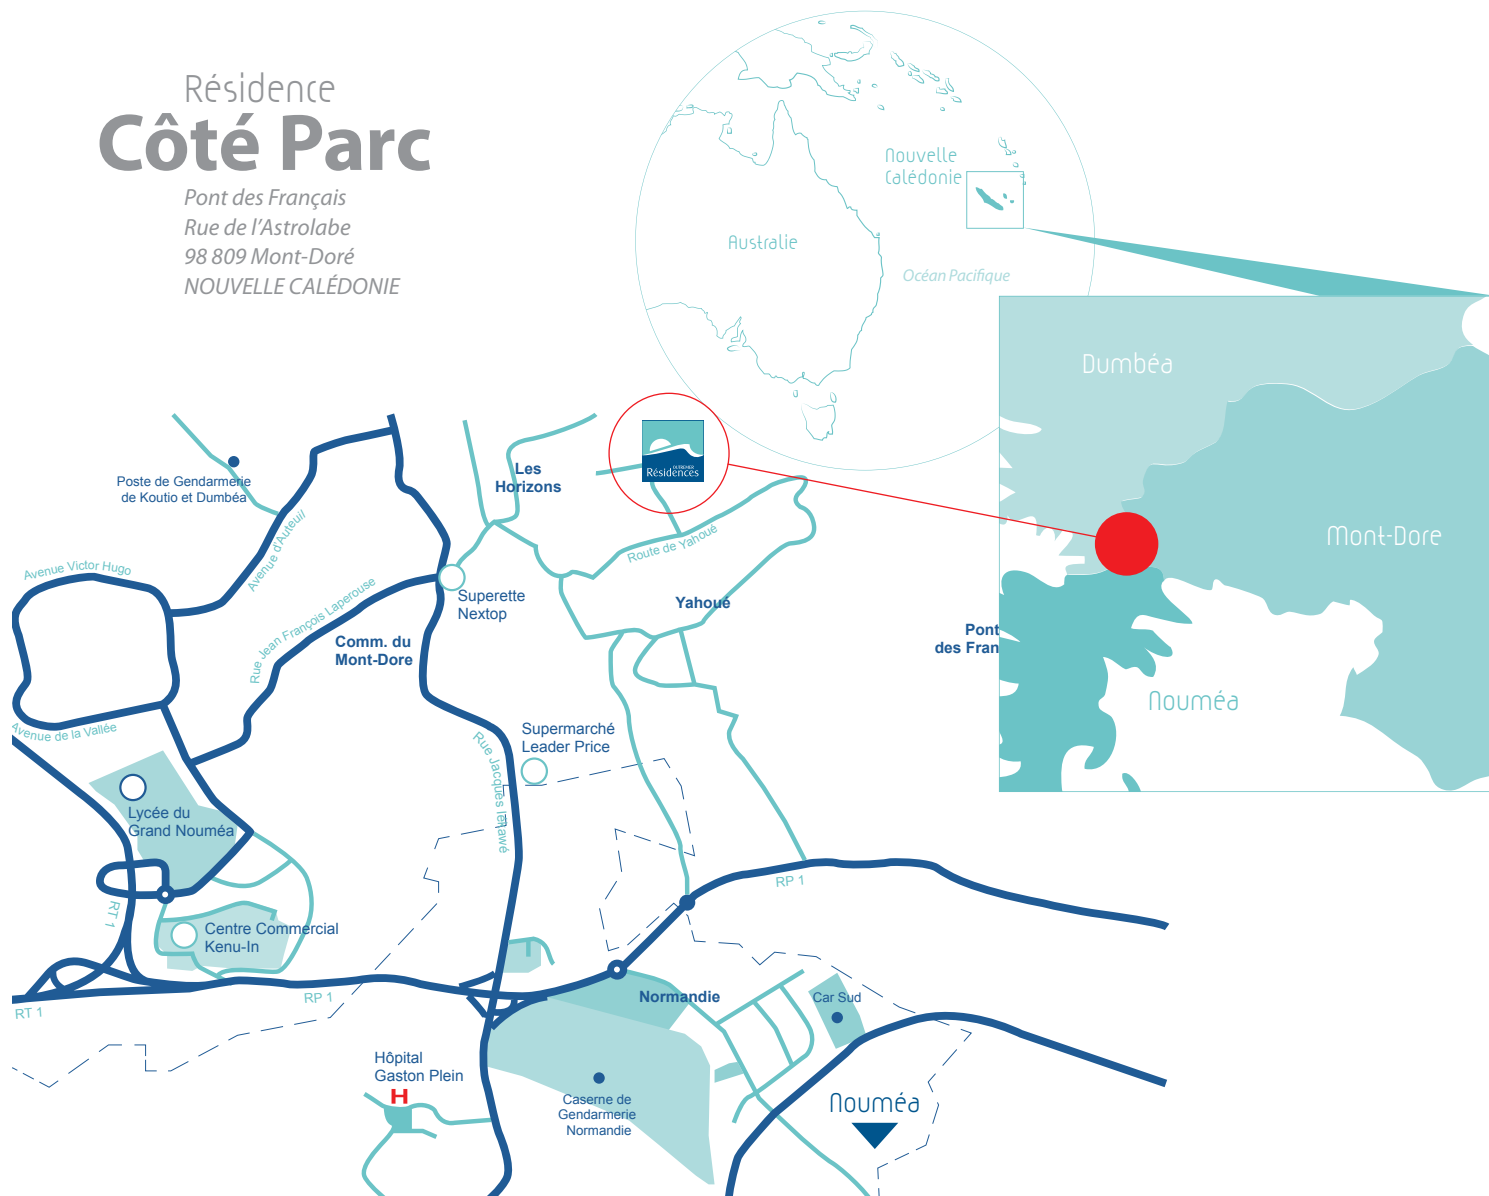 Résidence
Côté Parc
Pont des Français
Rue de l'Astrolabe
98 809 Mont-Doré
NOUVELLE CALÉDONIE
Nouvelle
Calédonie
Australie
Océan Pacifique
Dumbéa
Mont-Dore
Nouméa
Pont
des Fran
OUTREMER
Résidences
Les
Horizons
Poste de Gendarmerie
de Koutio et Dumbéa
Avenue d'Auteuil
Avenue Victor Hugo
Rue Jean François Laperouse
Route de Yahoué
Superette
Nextop
Yahoué
Comm. du
Mont-Dore
Avenue de la Vallée
Supermarché
Leader Price
Rue Jacques Iékawé
Lycée du
Grand Nouméa
RP 1
RT 1
Centre Commercial
Kenu-In
RP 1
RT 1
Normandie
Car Sud
Hôpital
Gaston Plein
H
Caserne de
Gendarmerie
Normandie
Nouméa